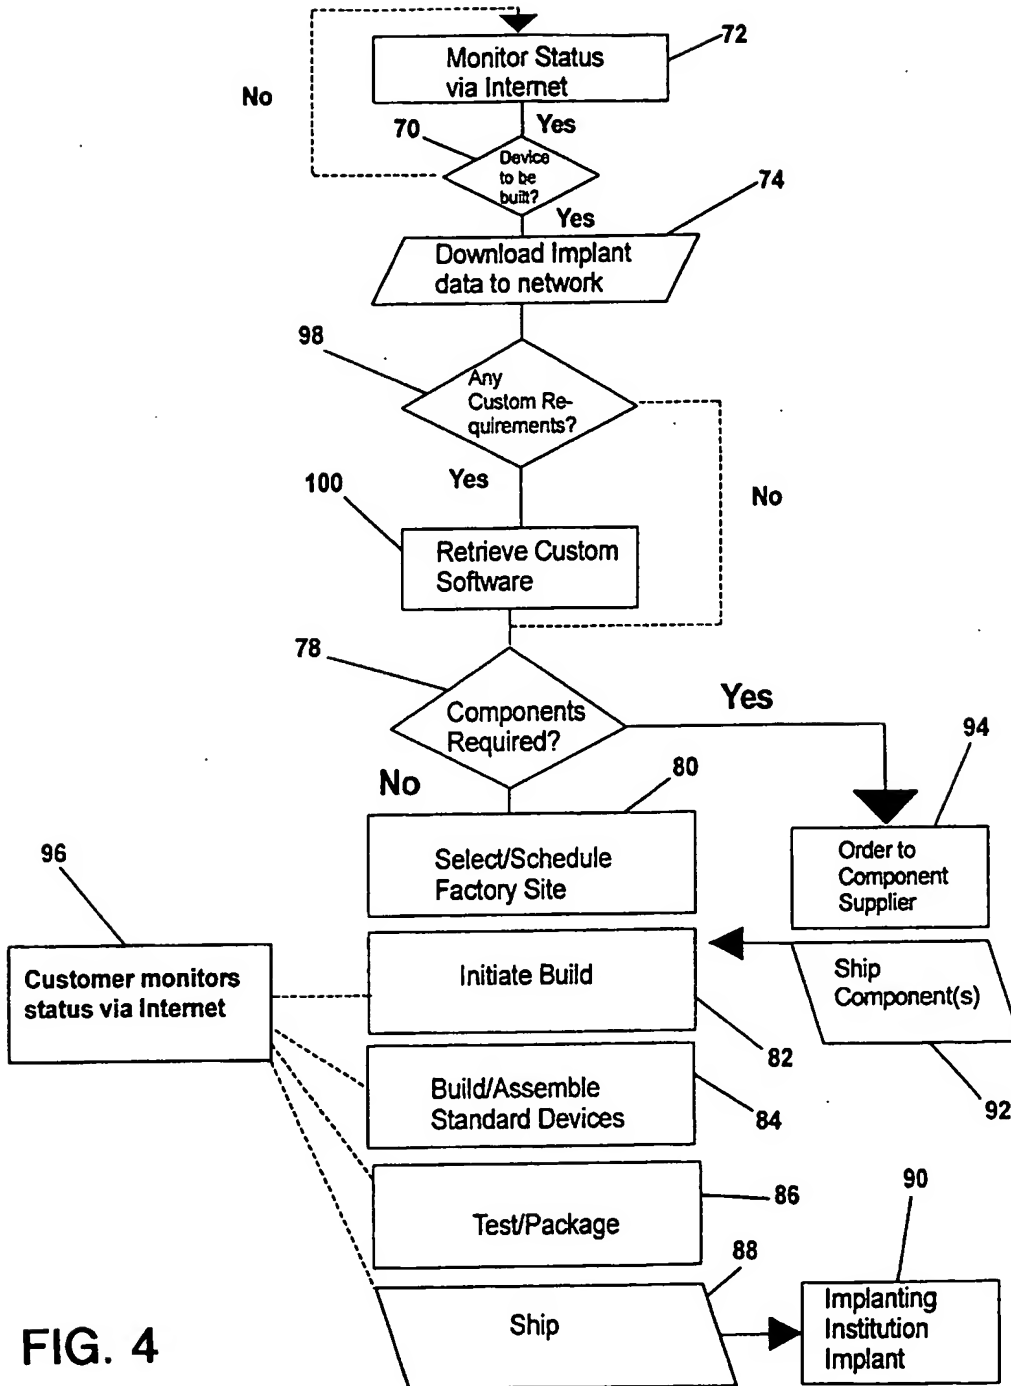 72
Monitor Status
via Internet
No
Yes
70
Device
to be
built?
74
Yes
Download Implant
data to network
98
Any
Custom Re-
quirements?
Yes
100
No
Retrieve Custom
Software
78
Components
Required?
Yes
94
No
80
Order to
Component
Supplier
Select/Schedule
Factory Site
96
Customer monitors
status via Internet
Initiate Build
Ship
Component(s)
82
92
Build/Assemble
Standard Devices
84
Test/Package
86
90
88
Ship
Implanting
Institution
Implant
FIG. 4